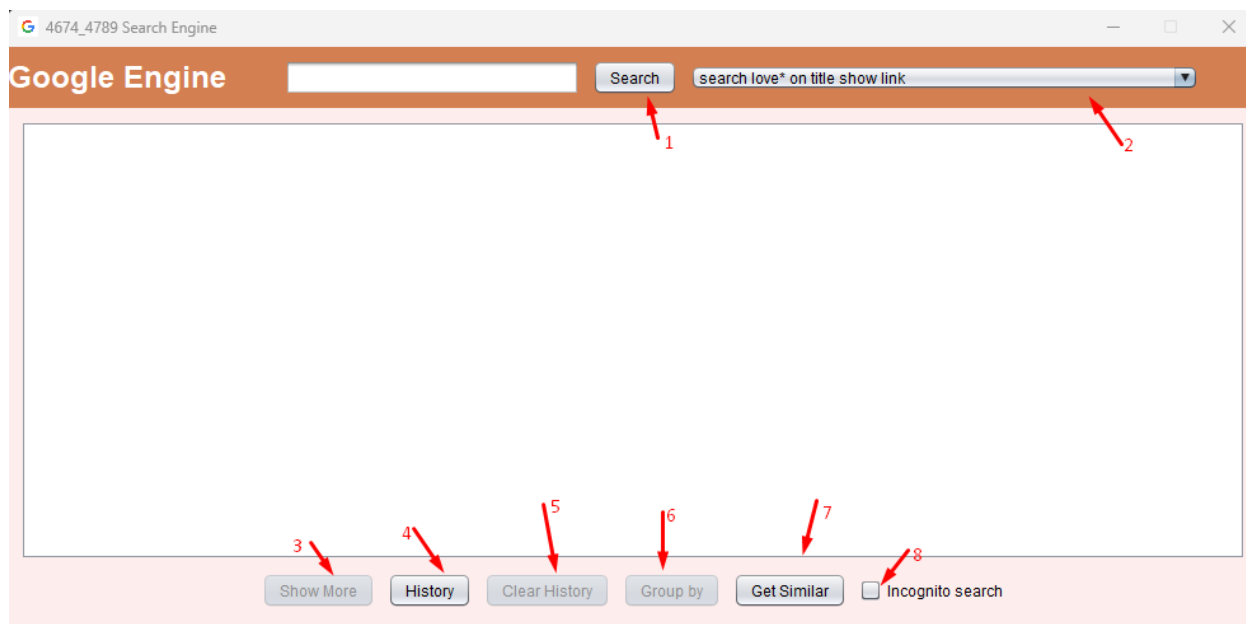 4674_4789 Search Engine
Google Engine Search search love* on title show link
1
2
3
4
5
6
7
8
Show More History Clear History Group by Get Similar Incognito search